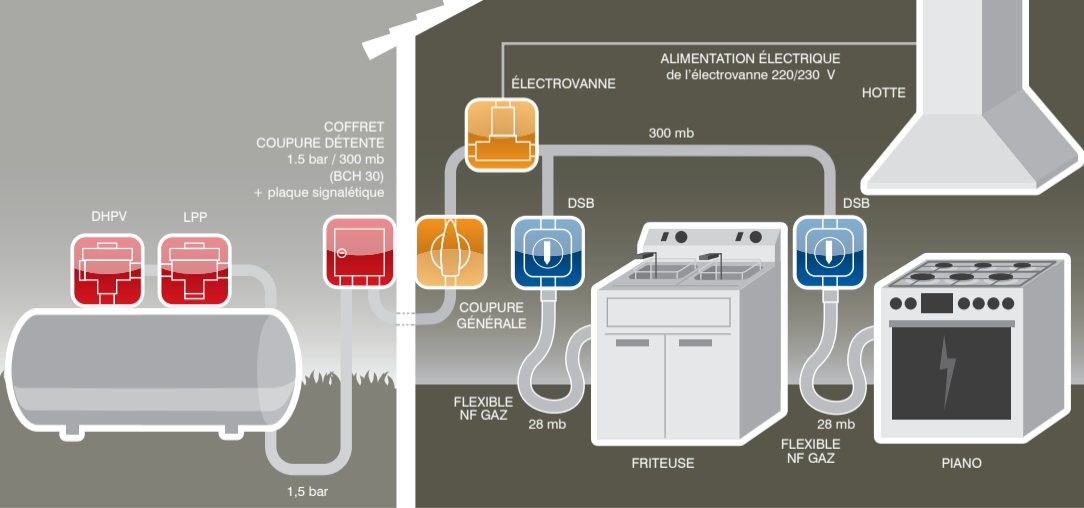 ALIMENTATION ÉLECTRIQUE
de l'électrovanne 220/230 V
ÉLECTROVANNE
HOTTE
COFFRET
COUPURE DÉTENTE
1.5 bar / 300 mb
(BCH 30)
+ plaque signalétique
300 mb
DHPV
LPP
DSB
DSB
COUPURE
GÉNÉRALE
FLEXIBLE
NF GAZ
28 mb
28 mb
FLEXIBLE
NF GAZ
FRITEUSE
PIANO
1,5 bar